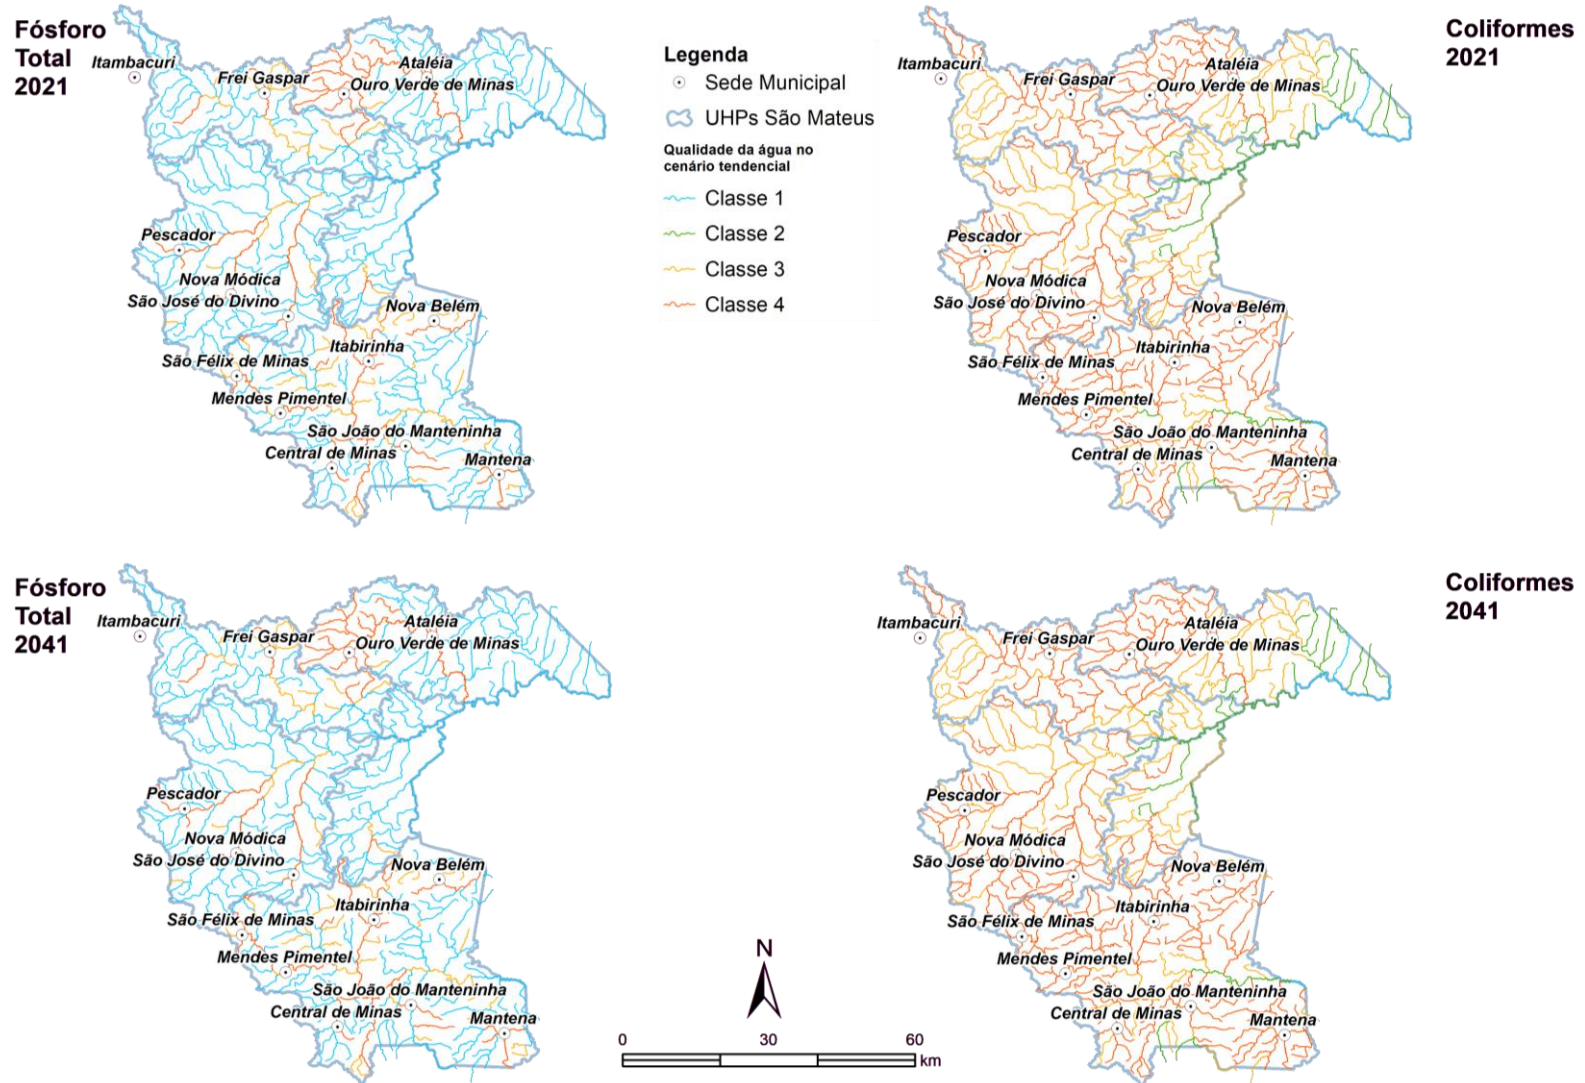 Fósforo
Total
2021
Itambacuri
Frei Gaspar
Ataléia
Ouro Verde de Minas
Pescador
Nova Módica
São José do Divino
Nova Belém
Itabirinha
São Félix de Minas
Mendes Pimentel
São João do Manteninha
Central de Minas
Mantena
Legenda
Sede Municipal
UHPs São Mateus
Qualidade da água no
cenário tendencial
Classe 1
Classe 2
Classe 3
Classe 4
Coliformes
2021
Itambacuri
Frei Gaspar
Ataléia
Ouro Verde de Minas
Pescador
Nova Módica
São José do Divino
Nova Belém
Itabirinha
São Félix de Minas
Mendes Pimentel
São João do Manteninha
Central de Minas
Mantena
Fósforo
Total
2041
Itambacuri
Frei Gaspar
Ataléia
Ouro Verde de Minas
Pescador
Nova Módica
São José do Divino
Nova Belém
Itabirinha
São Félix de Minas
Mendes Pimentel
São João do Manteninha
Central de Minas
Mantena
Coliformes
2041
Itambacuri
Frei Gaspar
Ataléia
Ouro Verde de Minas
Pescador
Nova Módica
São José do Divino
Nova Belém
Itabirinha
São Félix de Minas
Mendes Pimentel
São João do Manteninha
Central de Minas
Mantena
N
0 30 60
km